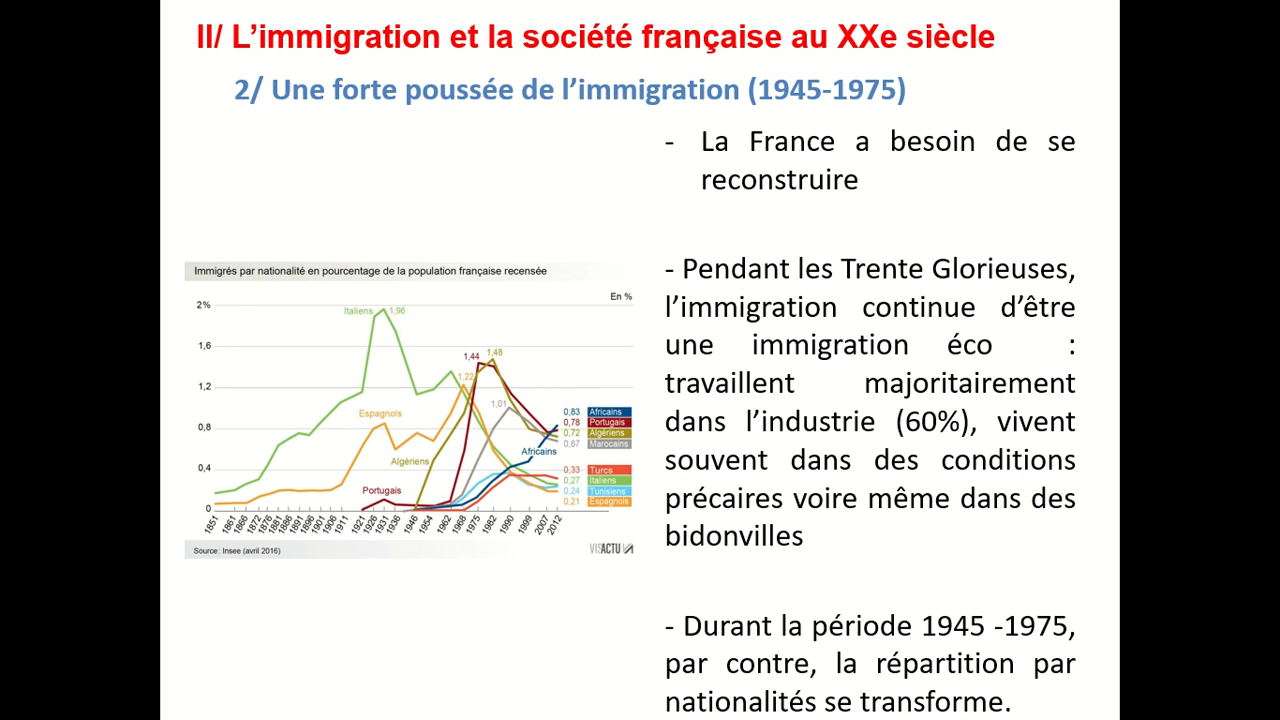 II/ L’immigration et la société française au XXe siècle
2/ Une forte poussée de l’immigration (1945-1975)
- La France a besoin de se
reconstruire
- Pendant les Trente Glorieuses,
l’immigration continue d’être
une immigration éco :
travaillent majoritairement
dans l’industrie (60%), vivent
souvent dans des conditions
précaires voire même dans des
bidonvilles
- Durant la période 1945 -1975,
par contre, la répartition par
nationalités se transforme.
Immigrés par nationalité en pourcentage de la population française recensée
En %
2%
1,6
1,2
0,8
0,4
0
Italiens
1,96
Espagnols
Algériens
Portugais
1,22
1,44
1,48
1,01
Africains
0,83 Africains
0,78 Portugais
0,72 Algériens
0,67 Marocains
0,33 Turcs
0,27 Italiens
0,24 Tunisiens
0,21 Espagnols
1851 1861 1866 1872 1876 1881 1886 1891 1896 1901 1906 1911 1921 1926 1931 1936 1946 1954 1962 1968 1975 1982 1990 1999 2007 2012
Source: Insee (avril 2016)
VISACTU